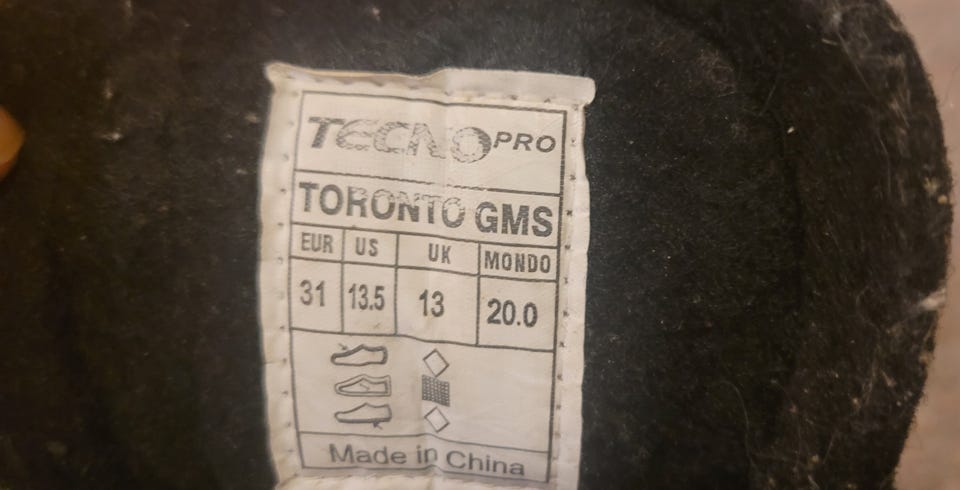 TECNOPRO
TORONTO GMS
EUR US UK MONDO
31 13.5 13 20.0
Made in China